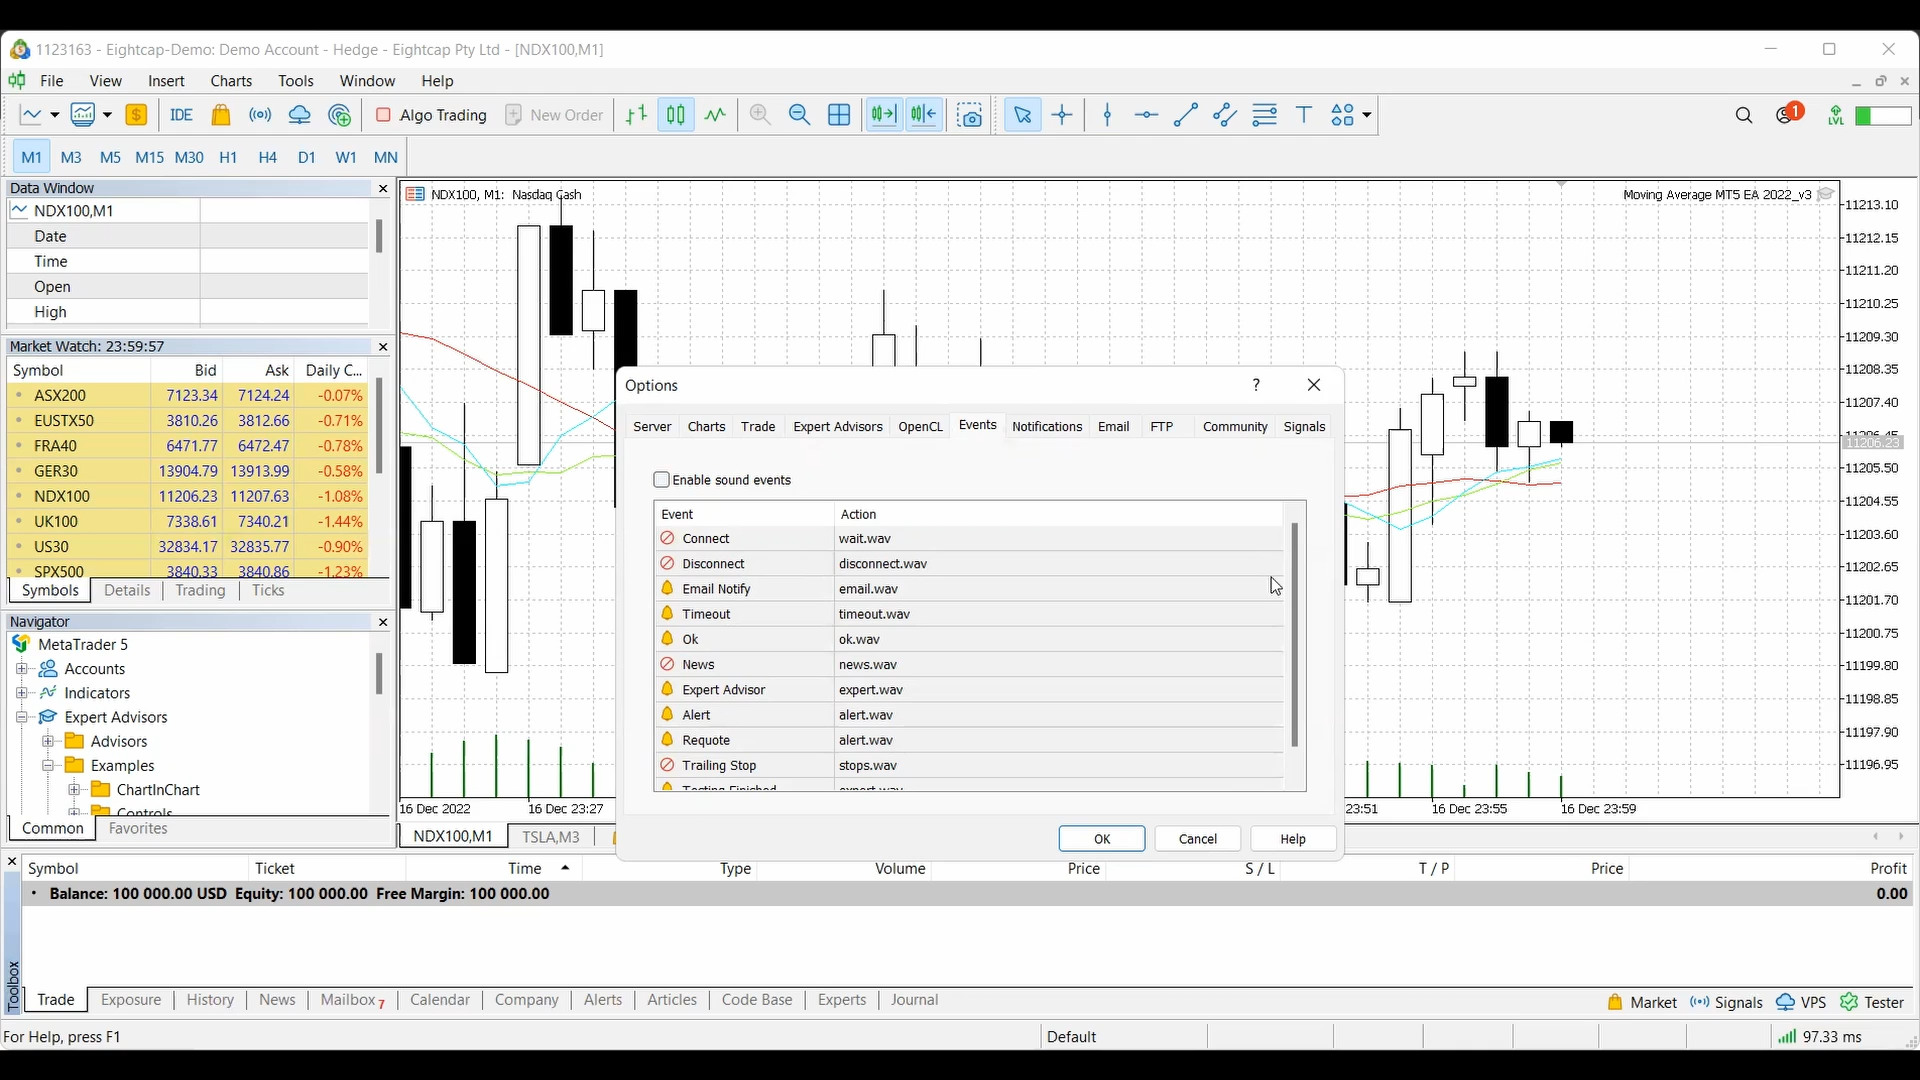 1123163 - Eightcap-Demo: Demo Account - Hedge - Eightcap Pty Ltd - [NDX100,M1]
File View Insert Charts Tools Window Help
IDE Algo Trading New Order T 1 LVL
M1 M3 M5 M15 M30 H1 H4 D1 W1 MN
Data Window
NDX100,M1
Date
Time
Open
High
Market Watch: 23:59:57
Symbol Bid Ask Daily C...
ASX200 7123.34 7124.24 -0.07%
EUSTX50 3810.26 3812.66 -0.71%
FRA40 6471.77 6472.47 -0.78%
GER30 13904.79 13913.99 -0.58%
NDX100 11206.23 11207.63 -1.08%
UK100 7338.61 7340.21 -1.44%
US30 32834.17 32835.77 -0.90%
SPX500 3840.33 3840.86 -1.23%
Symbols Details Trading Ticks
Navigator
MetaTrader 5
Accounts
Indicators
Expert Advisors
Advisors
Examples
ChartInChart
Controls
Common Favorites
NDX100, M1: Nasdaq Cash
Moving Average MT5 EA 2022_v3
11213.10
11212.15
11211.20
11210.25
11209.30
11208.35
11207.40
11206.45
11206.23
11205.50
11204.55
11203.60
11202.65
11201.70
11200.75
11199.80
11198.85
11197.90
11196.95
Options ?
Server Charts Trade Expert Advisors OpenCL Events Notifications Email FTP Community Signals
Enable sound events
Event Action
Connect wait.wav
Disconnect disconnect.wav
Email Notify email.wav
Timeout timeout.wav
Ok ok.wav
News news.wav
Expert Advisor expert.wav
Alert alert.wav
Requote alert.wav
Trailing Stop stops.wav
Testing Finished expert.wav
OK Cancel Help
16 Dec 2022 16 Dec 23:27 23:51 16 Dec 23:55 16 Dec 23:59
NDX100,M1 TSLA,M3
Symbol Ticket Time Type Volume Price S / L T / P Price Profit
Balance: 100 000.00 USD Equity: 100 000.00 Free Margin: 100 000.00 0.00
Toolbox
Trade Exposure History News Mailbox 7 Calendar Company Alerts Articles Code Base Experts Journal
Market Signals VPS Tester
For Help, press F1 Default 97.33 ms